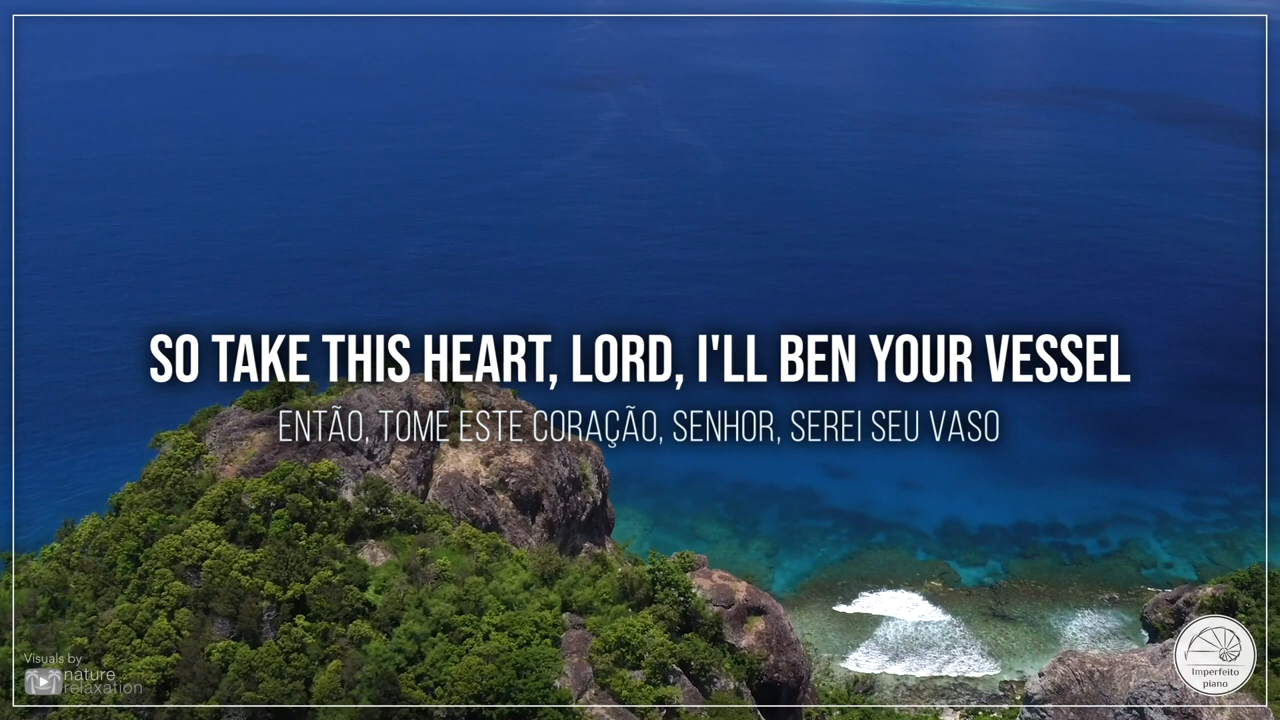 SO TAKE THIS HEART, LORD, I'LL BEN YOUR VESSEL
ENTÃO, TOME ESTE CORAÇÃO, SENHOR, SEREI SEU VASO
Visuals by
nature
relaxation
Imperfeito
piano